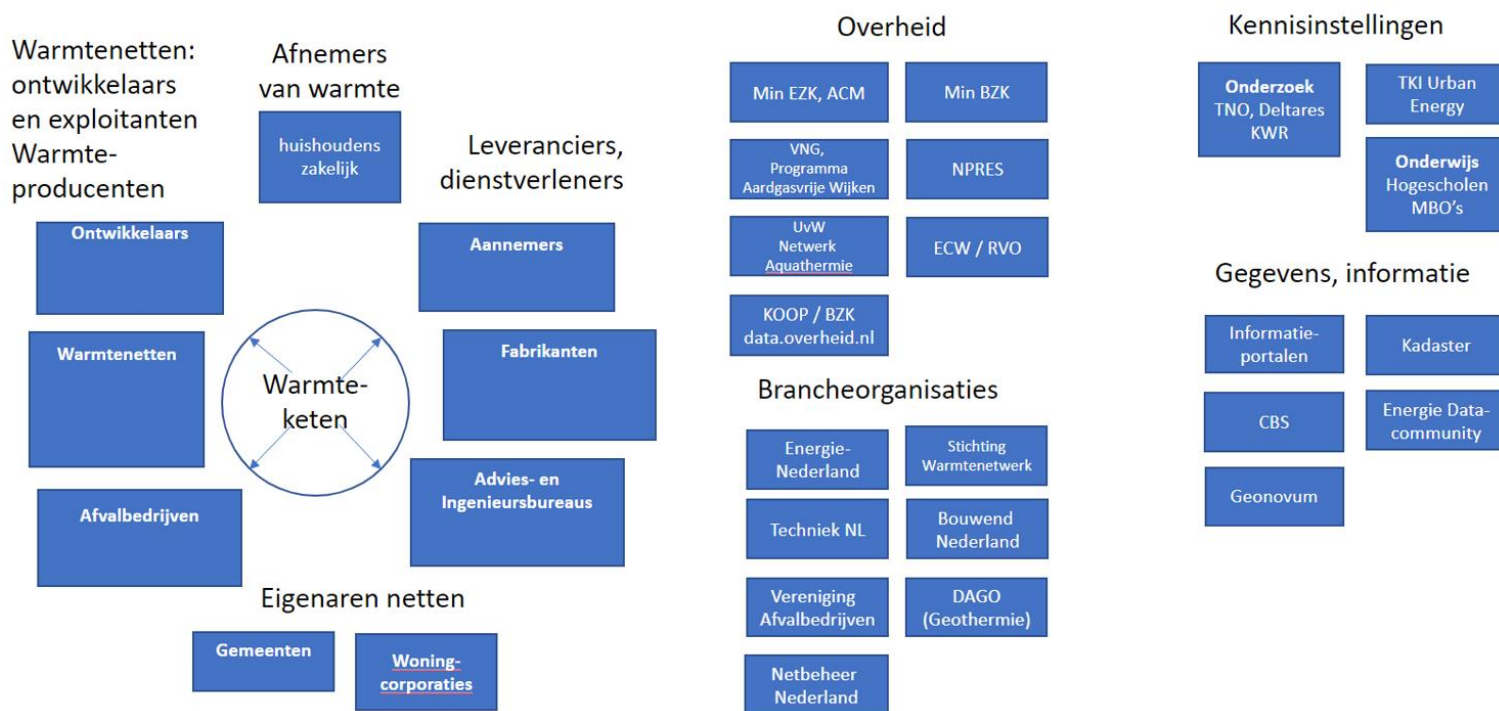 Warmtenetten:
ontwikkelaars
en exploitanten
Warmte-
producenten
Afnemers
van warmte
huishoudens
zakelijk
Leveranciers,
dienstverleners
Ontwikkelaars
Warmtenetten
Afvalbedrijven
Warmte-
keten
Aannemers
Fabrikanten
Advies- en
Ingenieursbureaus
Eigenaren netten
Gemeenten
Woning-
corporaties
Overheid
Min EZK, ACM
Min BZK
VNG,
Programma
Aardgasvrije Wijken
NPRES
UvW
Netwerk
Aquathermie
ECW / RVO
KOOP / BZK
data.overheid.nl
Brancheorganisaties
Energie-
Nederland
Stichting
Warmtenetwerk
Techniek NL
Bouwend
Nederland
Vereniging
Afvalbedrijven
DAGO
(Geothermie)
Netbeheer
Nederland
Kennisinstellingen
Onderzoek
TNO, Deltares
KWR
TKI Urban
Energy
Onderwijs
Hogescholen
MBO's
Gegevens, informatie
Informatie-
portalen
Kadaster
CBS
Energie Data-
community
Geonovum